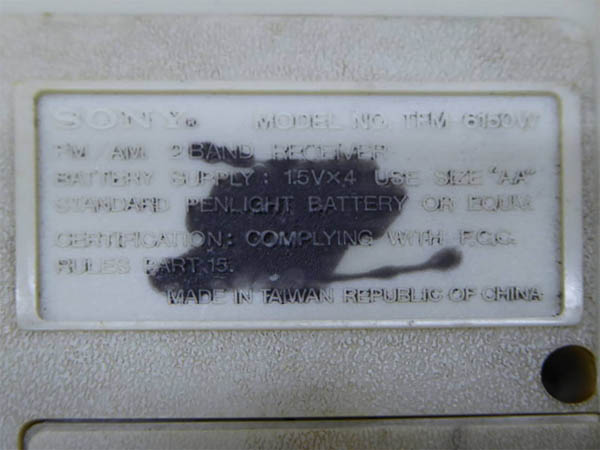 SONY® MODEL NO. TFM-6150W
FM/AM 2 BAND RECEIVER
BATTERY SUPPLY: 1.5V×4 USE SIZE "AA"
STANDARD PENLIGHT BATTERY OR EQUIV.
CERTIFICATION: COMPLYING WITH F.C.C.
RULES PART 15.
MADE IN TAIWAN REPUBLIC OF CHINA